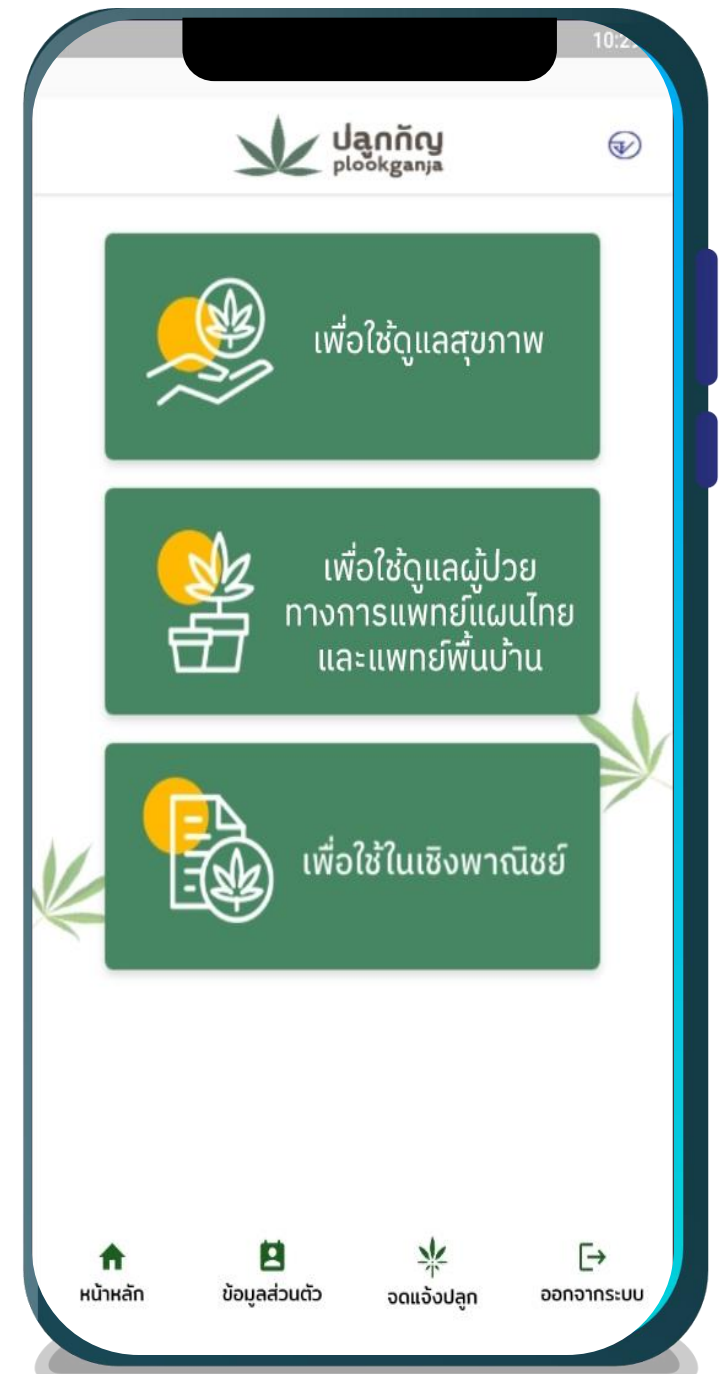 ปลูกกัญ
plookganja
เพื่อใช้ดูแลสุขภาพ
เพื่อใช้ดูแลผู้ป่วย
ทางการแพทย์แผนไทย
และแพทย์พื้นบ้าน
เพื่อใช้ในเชิงพาณิชย์
หน้าหลัก
ข้อมูลส่วนตัว
จดแจ้งปลูก
ออกจากระบบ